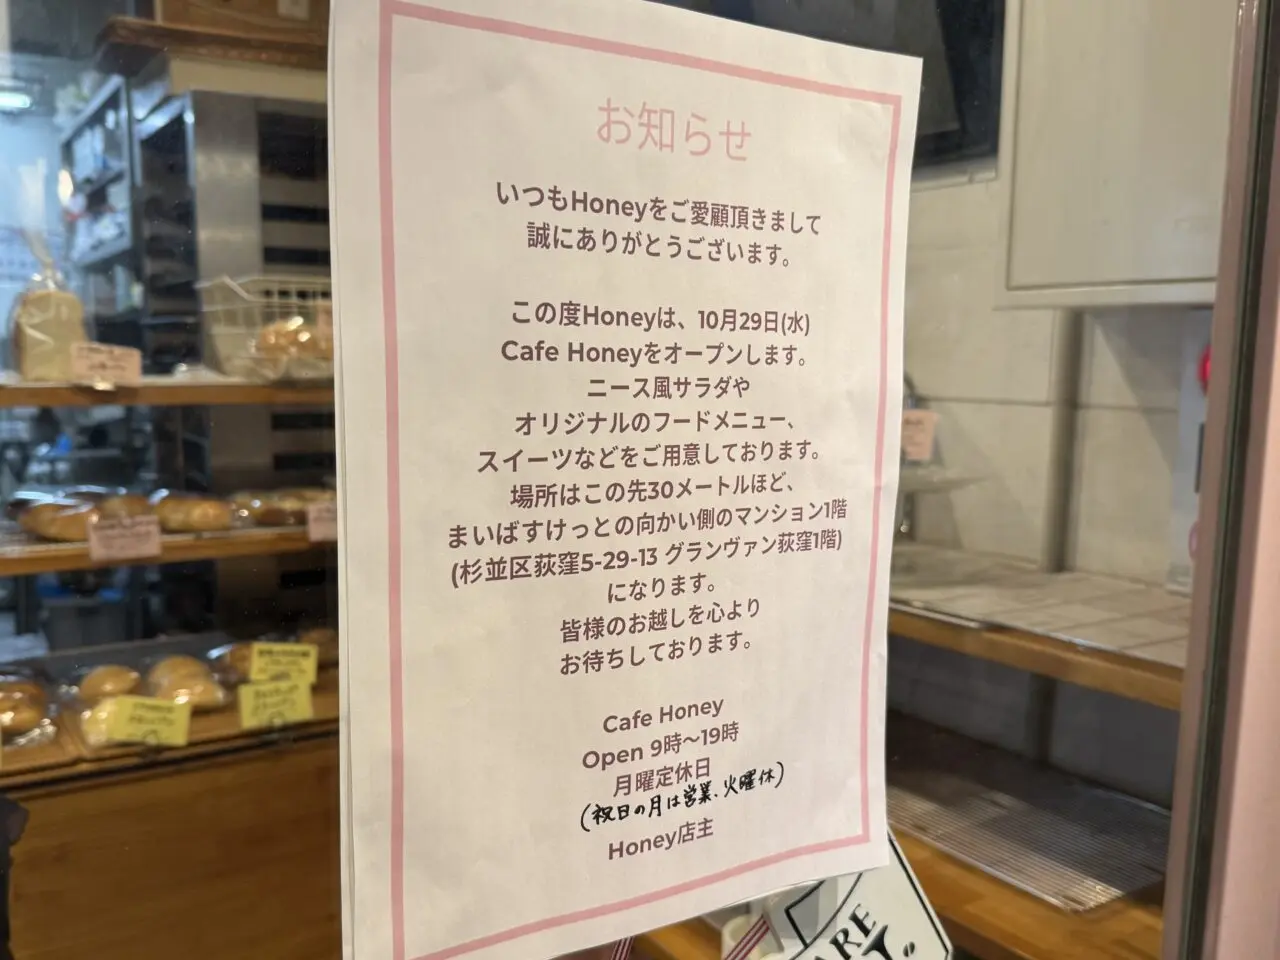 お知らせ
いつもHoneyをご愛顧頂きまして
誠にありがとうございます。
この度Honeyは、10月29日(水)
Cafe Honeyをオープンします。
ニース風サラダや
オリジナルのフードメニュー、
スイーツなどをご用意しております。
場所はこの先30メートルほど、
まいばすけっとの向かい側のマンション1階
(杉並区荻窪5-29-13 グランヴァン荻窪1階)
になります。
皆様のお越しを心より
お待ちしております。
Cafe Honey
Open 9時〜19時
月曜定休日
(祝日の月は営業、火曜休)
Honey店主